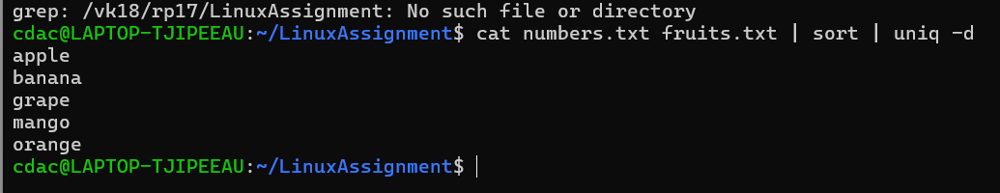 grep: /vk18/rp17/LinuxAssignment: No such file or directory
cdac@LAPTOP-TJIPEEAU:~/LinuxAssignment$ cat numbers.txt fruits.txt | sort | uniq -d
apple
banana
grape
mango
orange
cdac@LAPTOP-TJIPEEAU:~/LinuxAssignment$